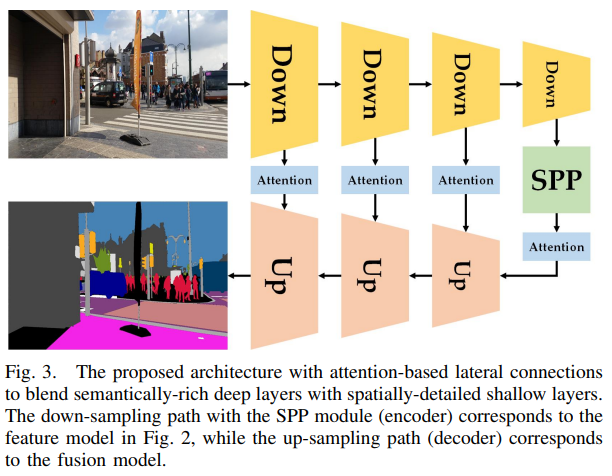 Down
Down
Down
Down
Attention
Attention
Attention
SPP
Attention
Up
Up
Up
Fig. 3. The proposed architecture with attention-based lateral connections
to blend semantically-rich deep layers with spatially-detailed shallow layers.
The down-sampling path with the SPP module (encoder) corresponds to the
feature model in Fig. 2, while the up-sampling path (decoder) corresponds
to the fusion model.